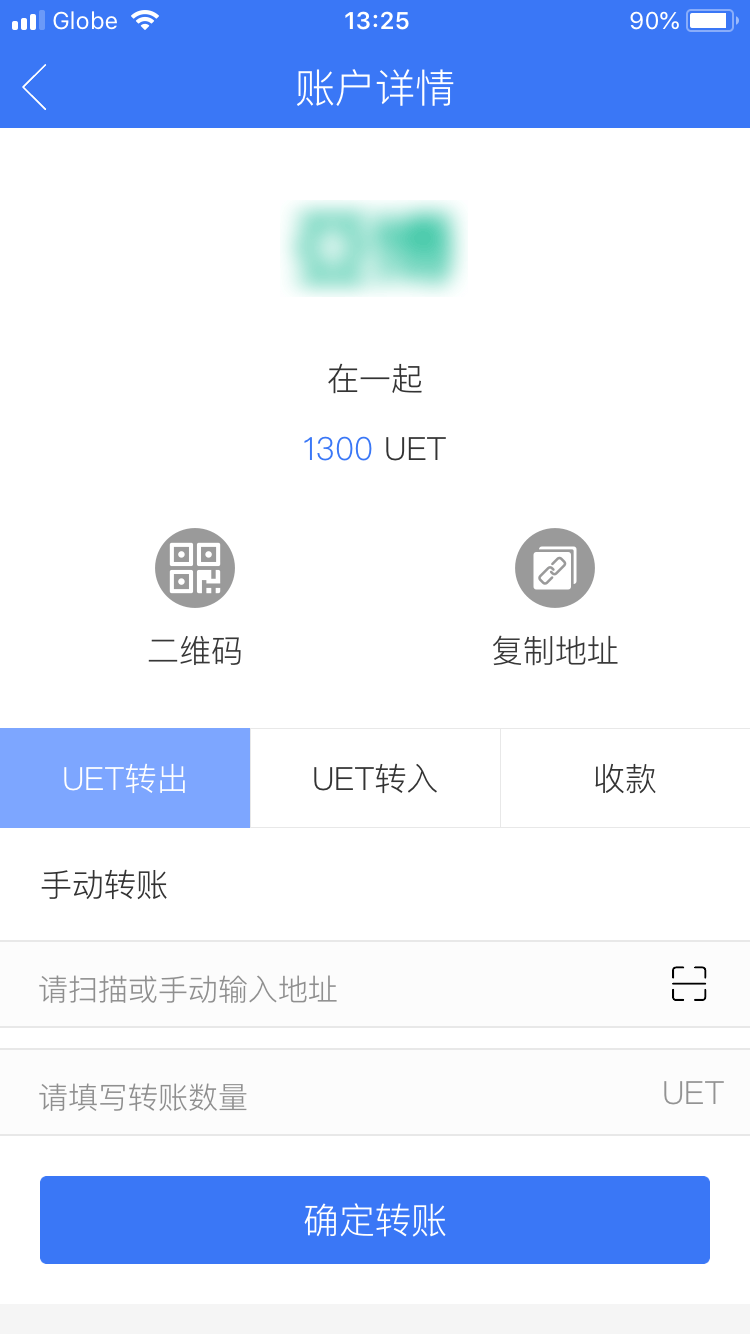 Globe 13:25 90%
账户详情
在一起
1300 UET
二维码 复制地址
UET转出 UET转入 收款
手动转账
请扫描或手动输入地址
请填写转账数量 UET
确定转账